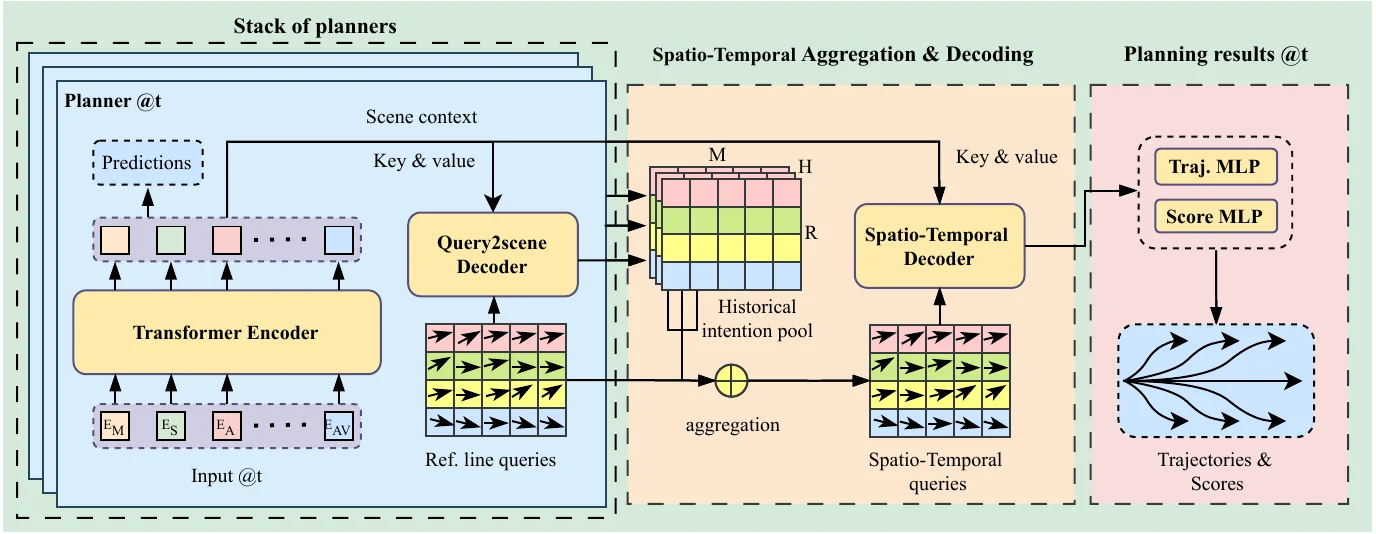 Stack of planners
Planner @t
Scene context
Predictions
Key & value
Query2scene
Decoder
Transformer Encoder
E_M
E_S
E_A
E_AV
Input @t
Ref. line queries
Spatio-Temporal Aggregation & Decoding
M
H
R
Historical
intention pool
aggregation
Key & value
Spatio-Temporal
Decoder
Spatio-Temporal
queries
Planning results @t
Traj. MLP
Score MLP
Trajectories &
Scores